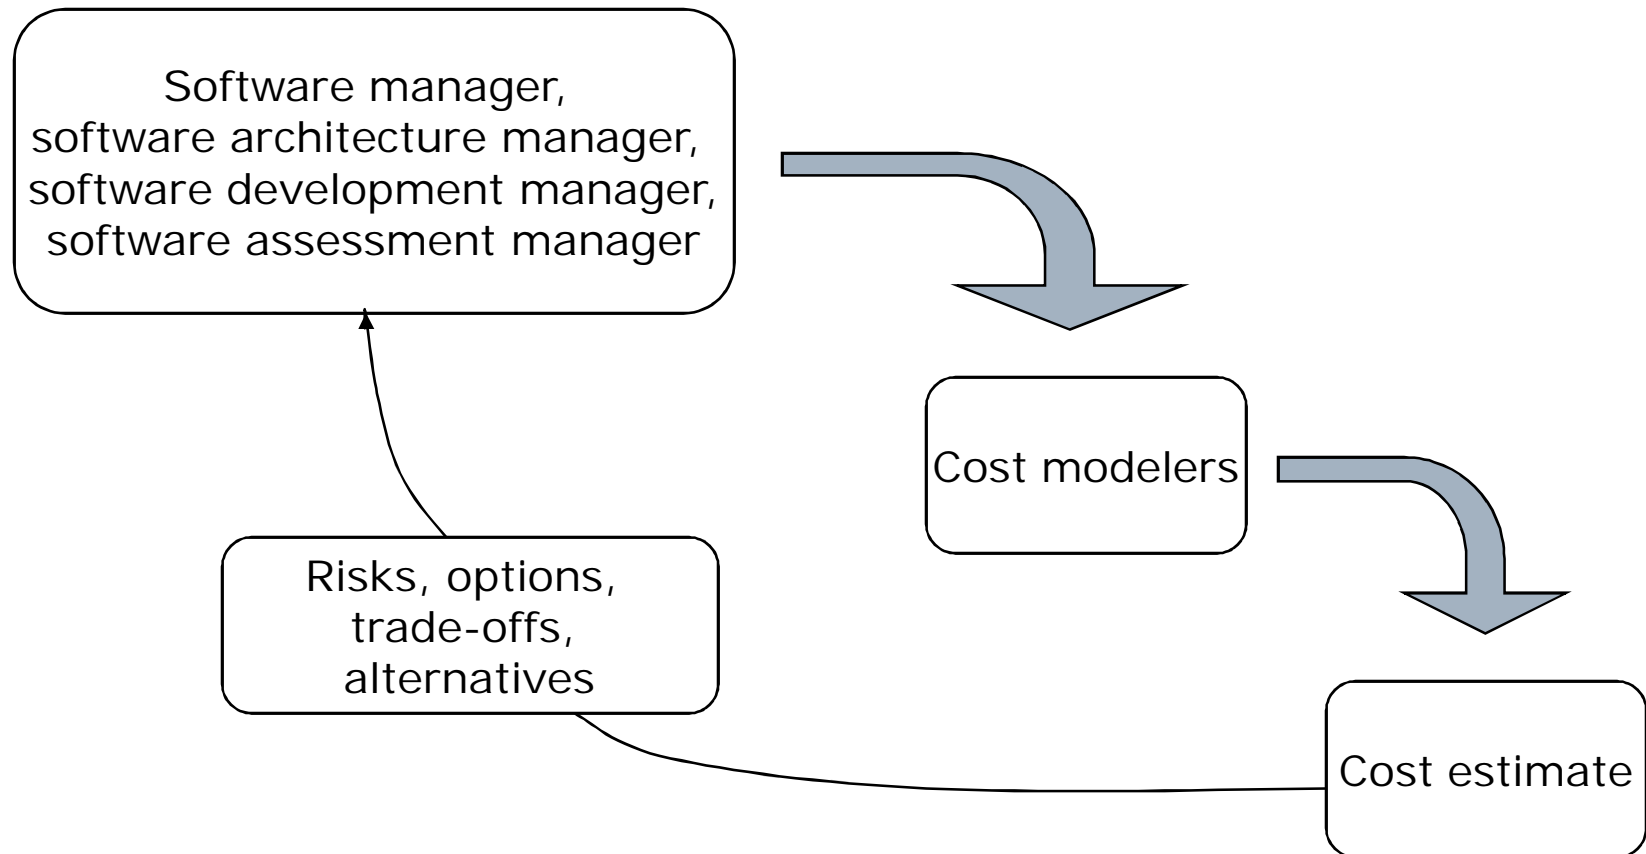 Software manager,
software architecture manager,
software development manager,
software assessment manager
Cost modelers
Risks, options,
trade-offs,
alternatives
Cost estimate